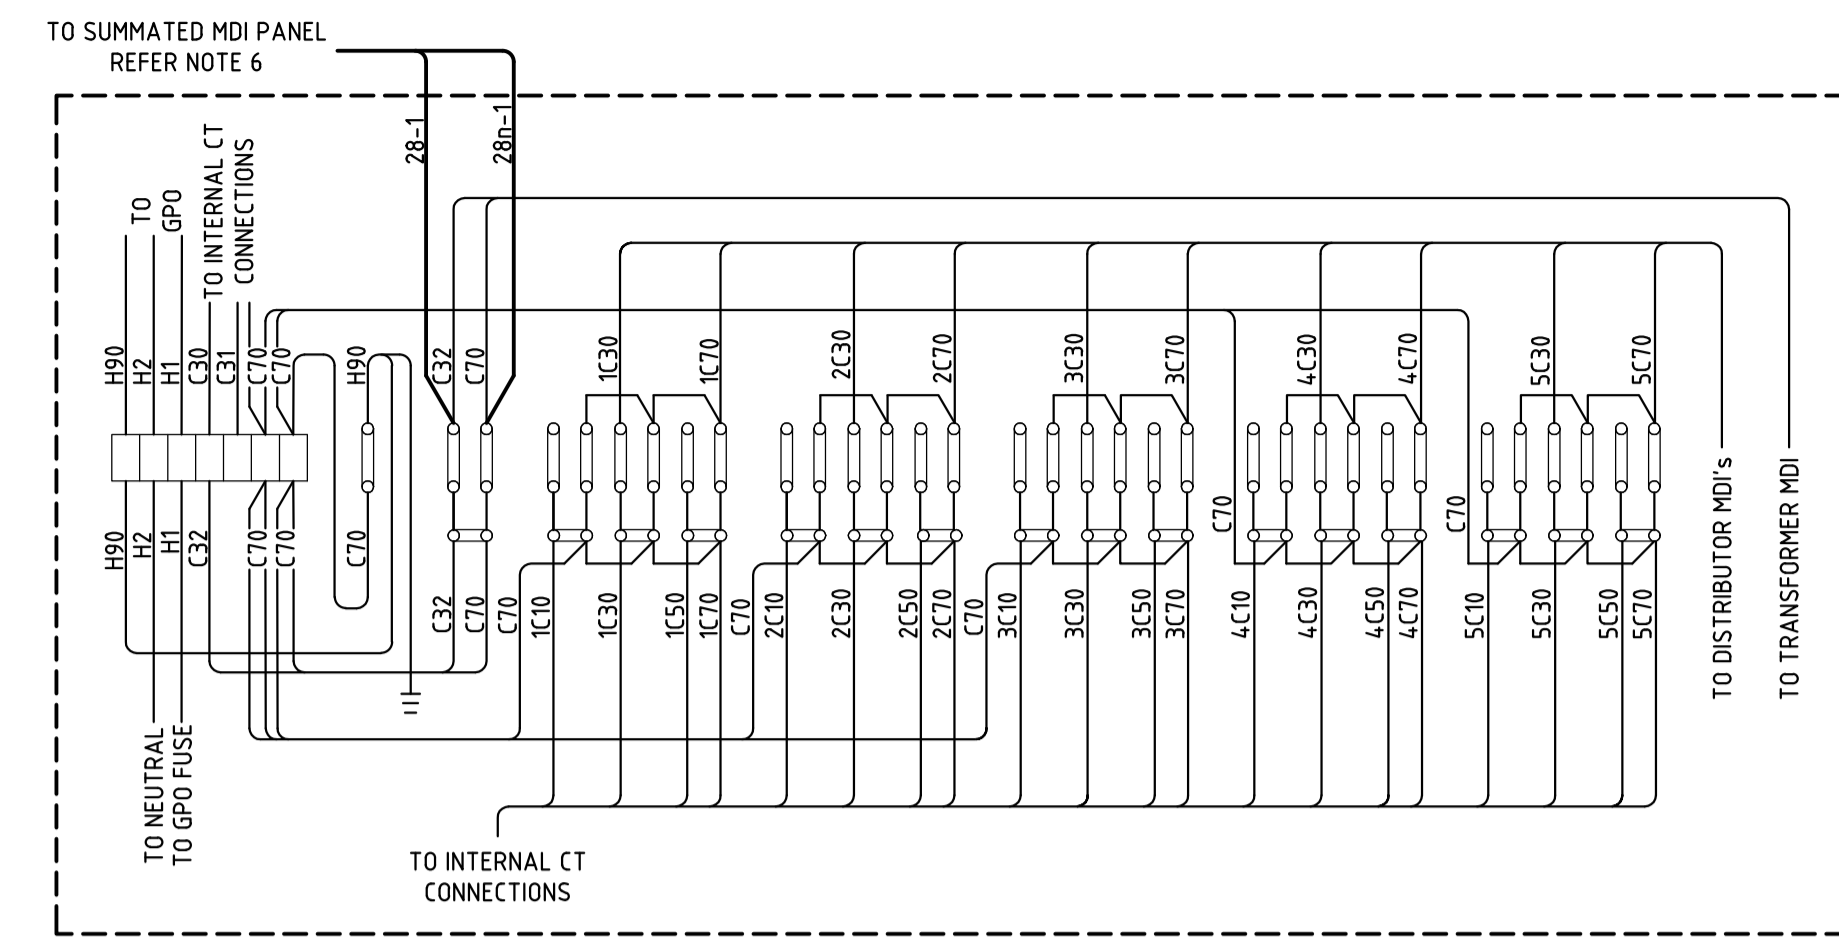 TO SUMMATED MDI PANEL
REFER NOTE 6
28-1
28n-1
TO
GPO
TO INTERNAL CT
CONNECTIONS
H90
H2
H1
C30
C31
C70
C70
H90
C32
C70
1C30
1C70
2C30
2C70
3C30
3C70
4C30
4C70
5C30
5C70
H90
H2
H1
C32
C70
C70
C70
C70
C70
C32
C70
C70
1C10
1C30
1C50
1C70
C70
2C10
2C30
2C50
2C70
C70
3C10
3C30
3C50
3C70
4C10
4C30
4C50
4C70
5C10
5C30
5C50
5C70
TO DISTRIBUTOR MDI's
TO TRANSFORMER MDI
TO NEUTRAL
TO GPO FUSE
TO INTERNAL CT
CONNECTIONS